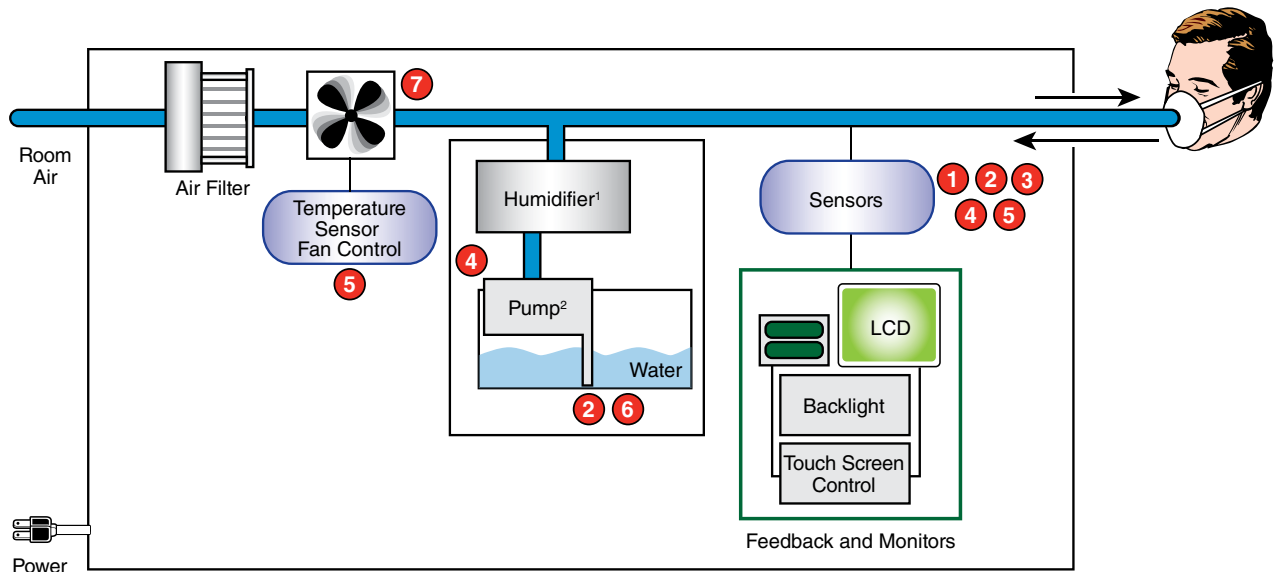 Room
Air
Air Filter
7
Temperature
Sensor
Fan Control
5
Humidifier¹
4
Pump²
Water
2 6
Sensors
1 2 3
4 5
LCD
Backlight
Touch Screen
Control
Feedback and Monitors
Power